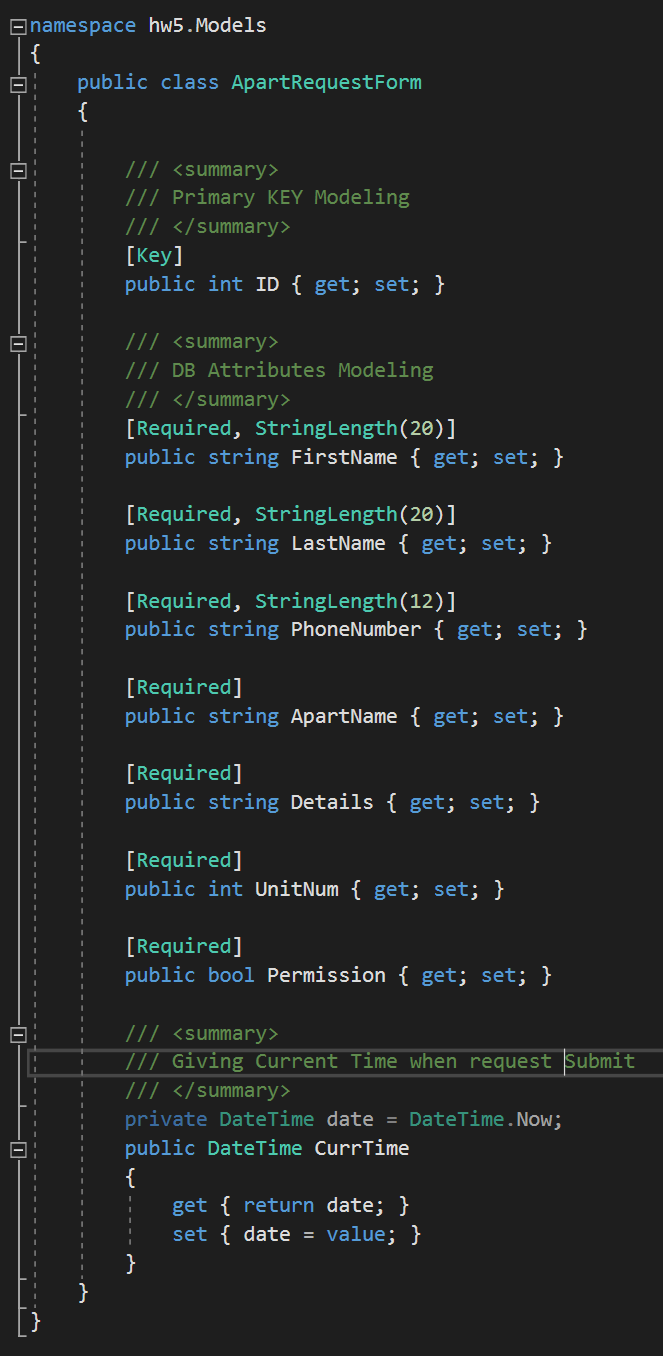 namespace hw5.Models
{
    public class ApartRequestForm
    {

        /// <summary>
        /// Primary KEY Modeling
        /// </summary>
        [Key]
        public int ID { get; set; }

        /// <summary>
        /// DB Attributes Modeling
        /// </summary>
        [Required, StringLength(20)]
        public string FirstName { get; set; }

        [Required, StringLength(20)]
        public string LastName { get; set; }

        [Required, StringLength(12)]
        public string PhoneNumber { get; set; }

        [Required]
        public string ApartName { get; set; }

        [Required]
        public string Details { get; set; }

        [Required]
        public int UnitNum { get; set; }

        [Required]
        public bool Permission { get; set; }

        /// <summary>
        /// Giving Current Time when request Submit
        /// </summary>
        private DateTime date = DateTime.Now;
        public DateTime CurrTime
        {
            get { return date; }
            set { date = value; }
        }
    }
}